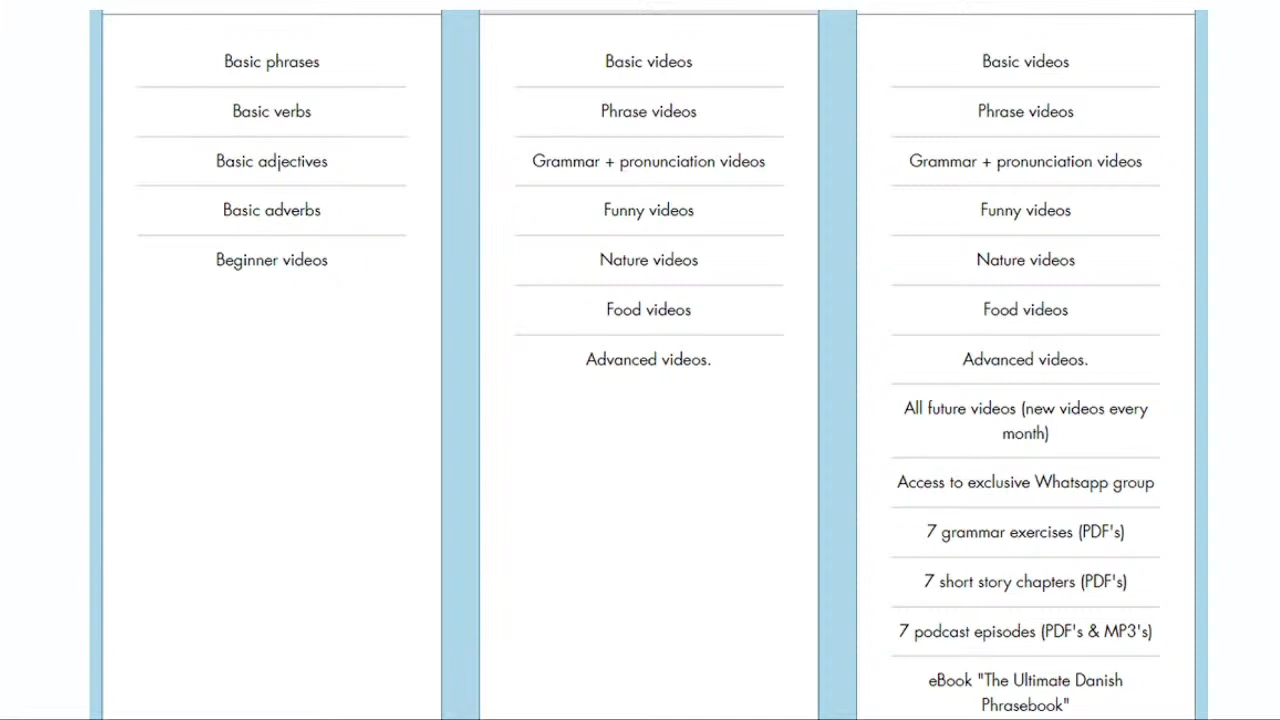 Basic phrases
Basic verbs
Basic adjectives
Basic adverbs
Beginner videos
Basic videos
Phrase videos
Grammar + pronunciation videos
Funny videos
Nature videos
Food videos
Advanced videos.
Basic videos
Phrase videos
Grammar + pronunciation videos
Funny videos
Nature videos
Food videos
Advanced videos.
All future videos (new videos every
month)
Access to exclusive Whatsapp group
7 grammar exercises (PDF's)
7 short story chapters (PDF's)
7 podcast episodes (PDF's & MP3's)
eBook "The Ultimate Danish
Phrasebook"